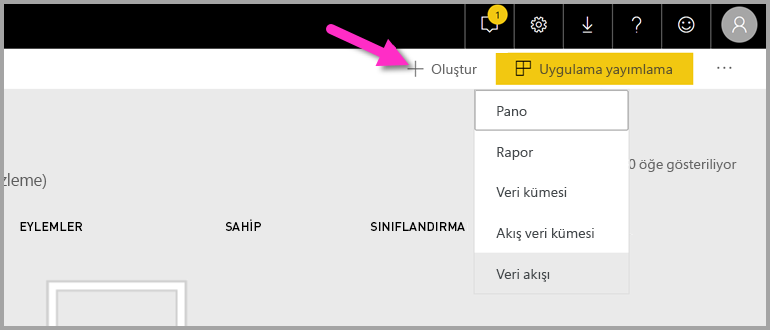 1
?
Oluştur
Uygulama yayımlama
...
Pano
Rapor
0 öğe gösteriliyor
zleme)
Veri kümesi
EYLEMLER SAHİP SINIFLANDIRMA
Akış veri kümesi
Veri akışı